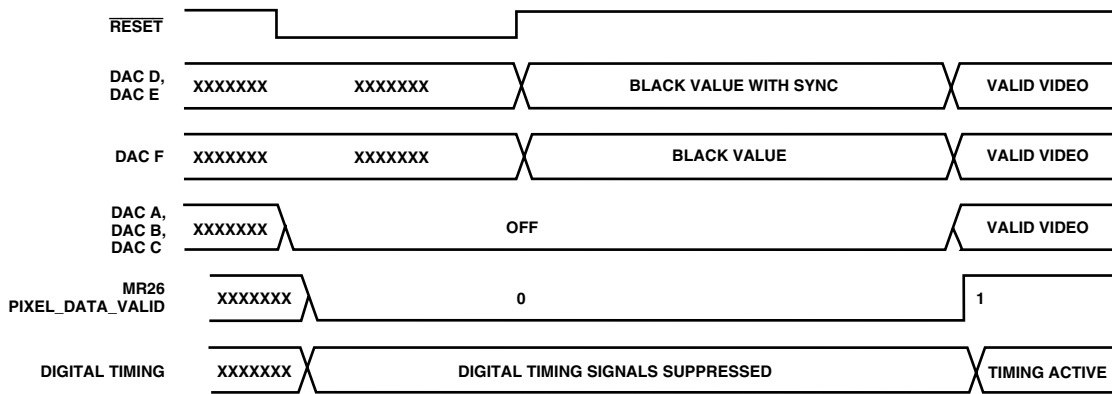 RESET
DAC D,
DAC E
XXXXXXX XXXXXXX BLACK VALUE WITH SYNC VALID VIDEO
DAC F XXXXXXX XXXXXXX BLACK VALUE VALID VIDEO
DAC A,
DAC B,
DAC C
XXXXXXX OFF VALID VIDEO
MR26
PIXEL_DATA_VALID
XXXXXXX 0 1
DIGITAL TIMING XXXXXXX DIGITAL TIMING SIGNALS SUPPRESSED TIMING ACTIVE